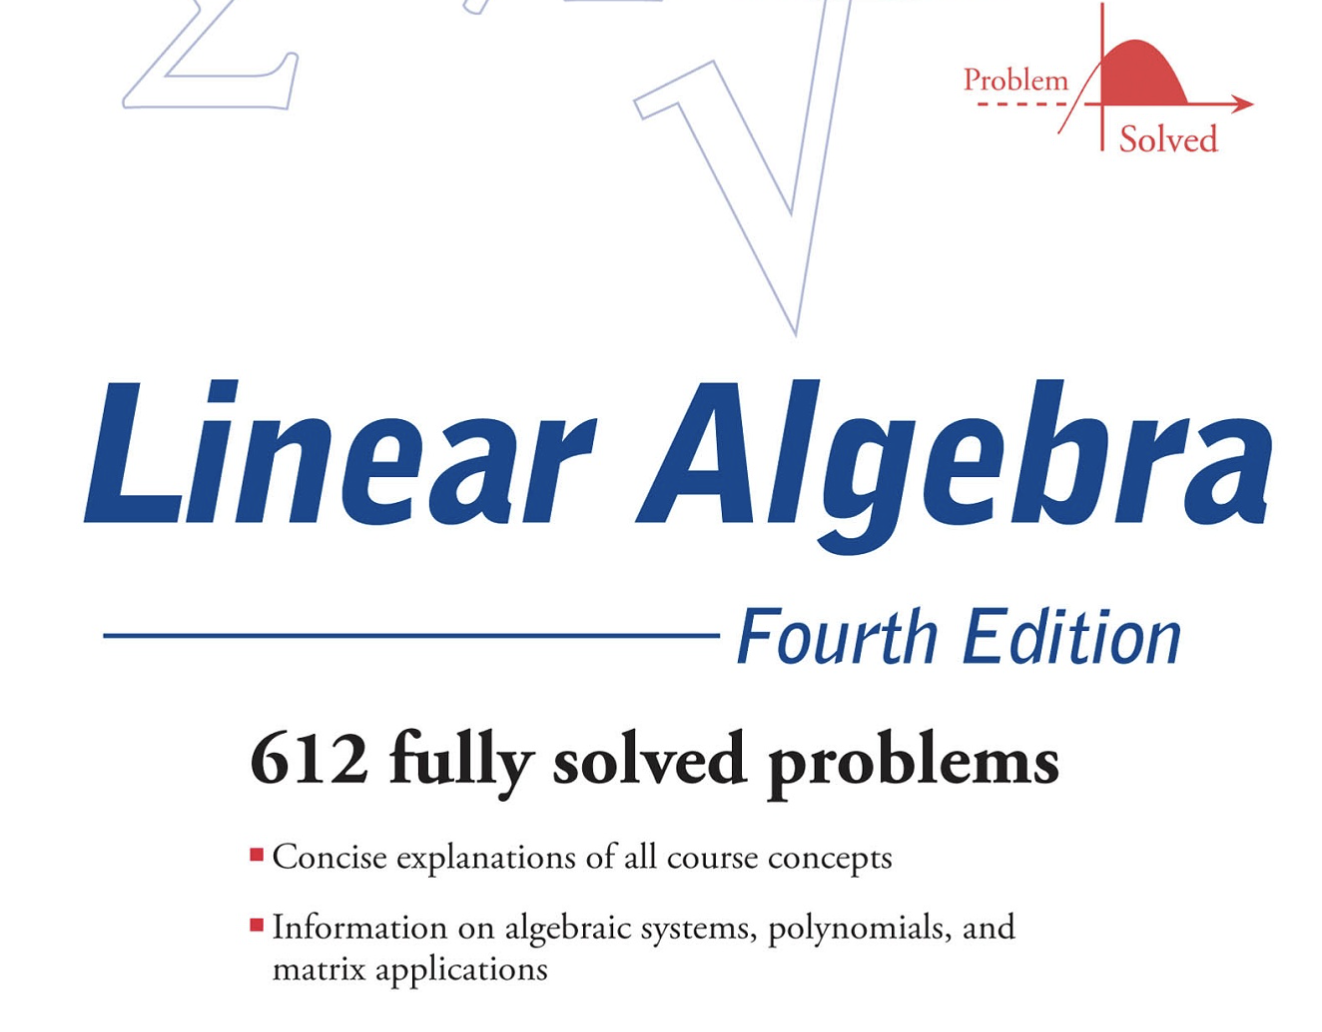 Problem
Solved
Linear Algebra
Fourth Edition
612 fully solved problems
■ Concise explanations of all course concepts
■ Information on algebraic systems, polynomials, and
matrix applications